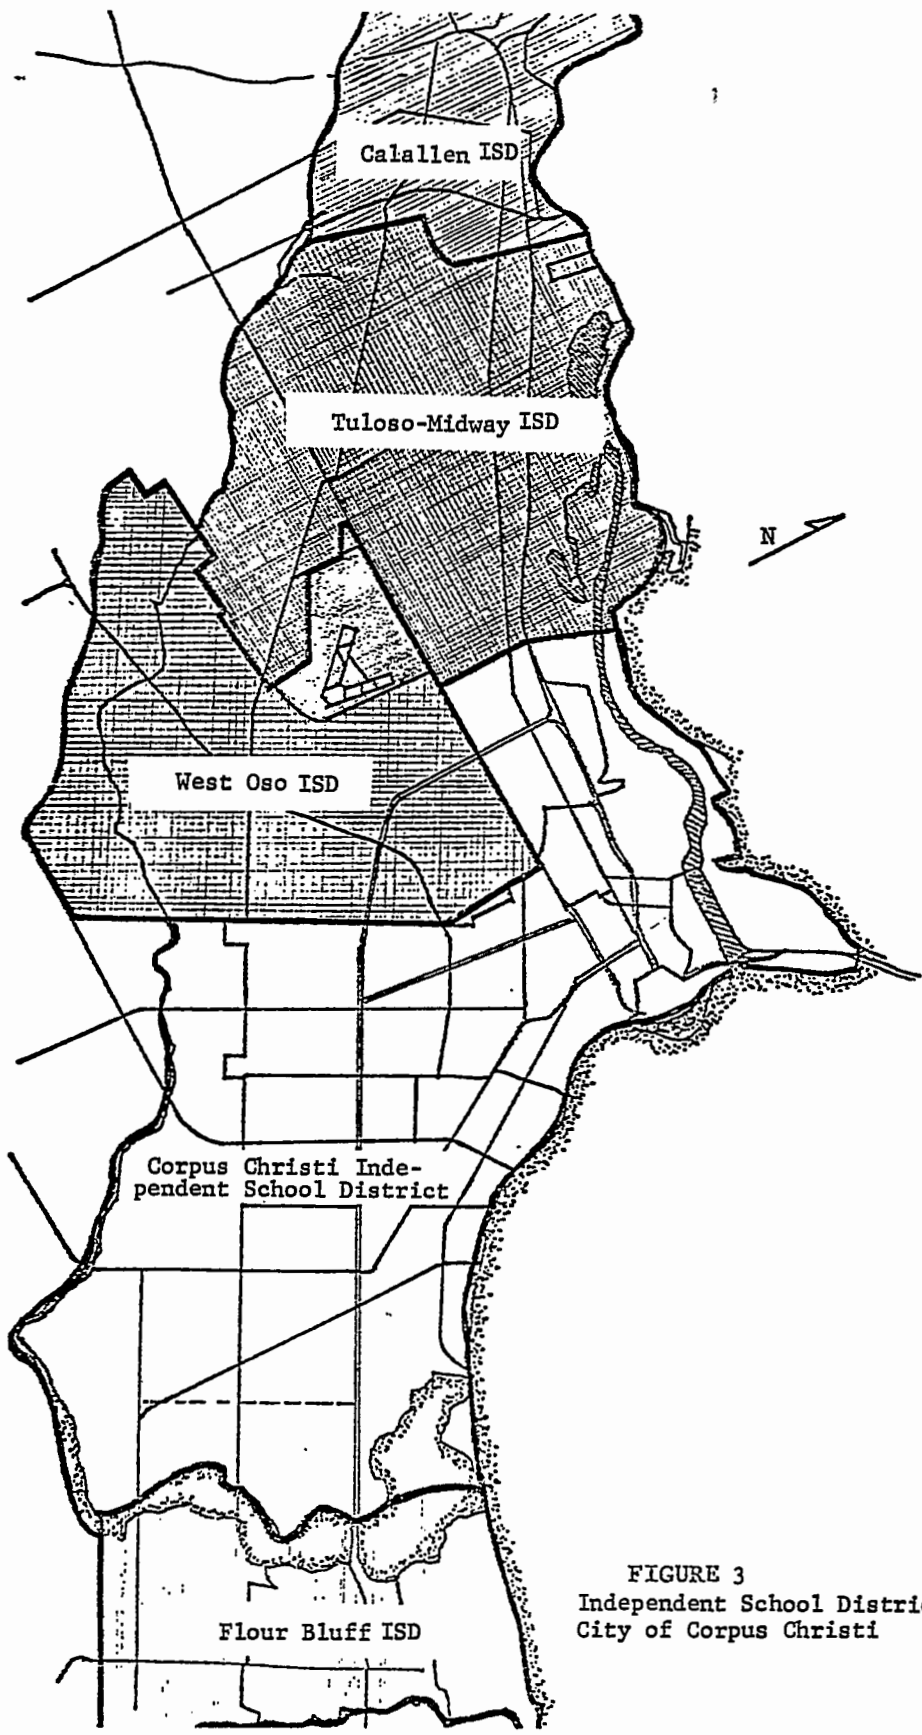 Calallen ISD
Tuloso-Midway ISD
N
West Oso ISD
Corpus Christi Inde-
pendent School District
Flour Bluff ISD
FIGURE 3
Independent School Distri
City of Corpus Christi